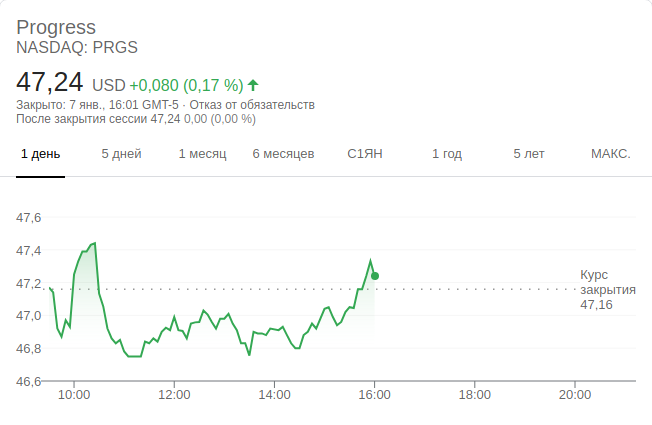 Progress
NASDAQ: PRGS
47,24 USD +0,080 (0,17 %)
Закрыто: 7 янв., 16:01 GMT-5 · Отказ от обязательств
После закрытия сессии 47,24 0,00 (0,00 %)
1 день 5 дней 1 месяц 6 месяцев С1ЯН 1 год 5 лет МАКС.
47,6
47,4
47,2
47,0
46,8
46,6
Курс
закрытия
47,16
10:00 12:00 14:00 16:00 18:00 20:00